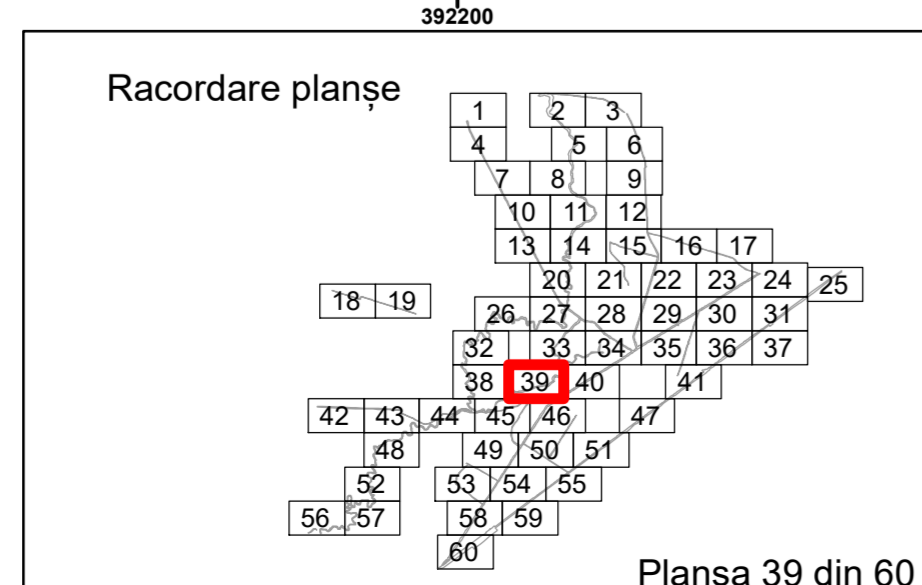 392200
Racordare planșe
1 2 3
4 5 6
7 8 9
10 11 12
13 14 15 16 17
20 21 22 23 24 25
18 19
26 27 28 29 30 31
32 33 34 35 36 37
38 39 40 41
42 43 44 45 46 47
48 49 50 51
52 53 54 55
56 57 58 59
60
Plansa 39 din 60